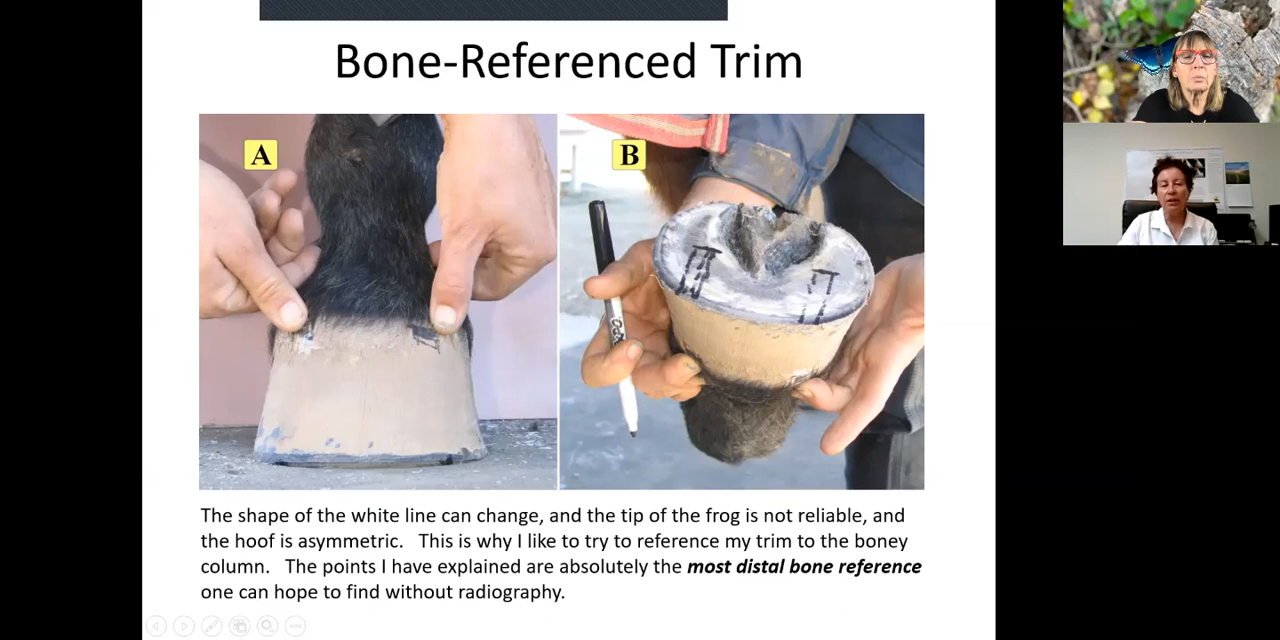 Bone-Referenced Trim
A
B
The shape of the white line can change, and the tip of the frog is not reliable, and
the hoof is asymmetric. This is why I like to try to reference my trim to the boney
column. The points I have explained are absolutely the most distal bone reference
one can hope to find without radiography.